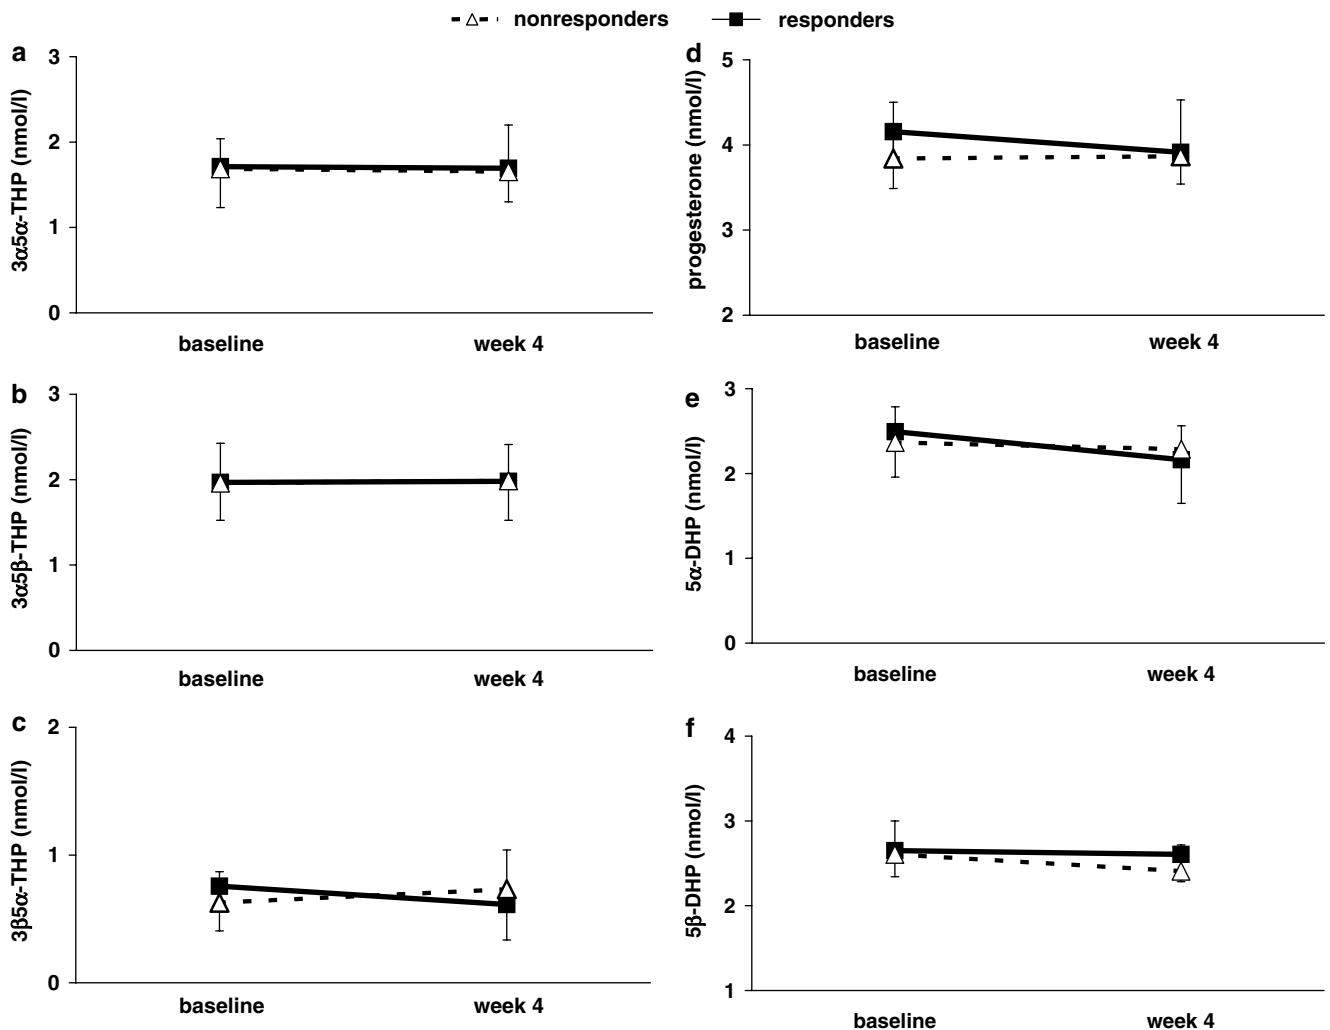 nonresponders responders
a
3α5α-THP (nmol/l)
3
2
1
0
baseline week 4
b
3α5β-THP (nmol/l)
3
2
1
0
baseline week 4
c
3β5α-THP (nmol/l)
2
1
0
baseline week 4
d
progesterone (nmol/l)
5
4
3
2
baseline week 4
e
5α-DHP (nmol/l)
3
2
1
0
baseline week 4
f
5β-DHP (nmol/l)
4
3
2
1
baseline week 4